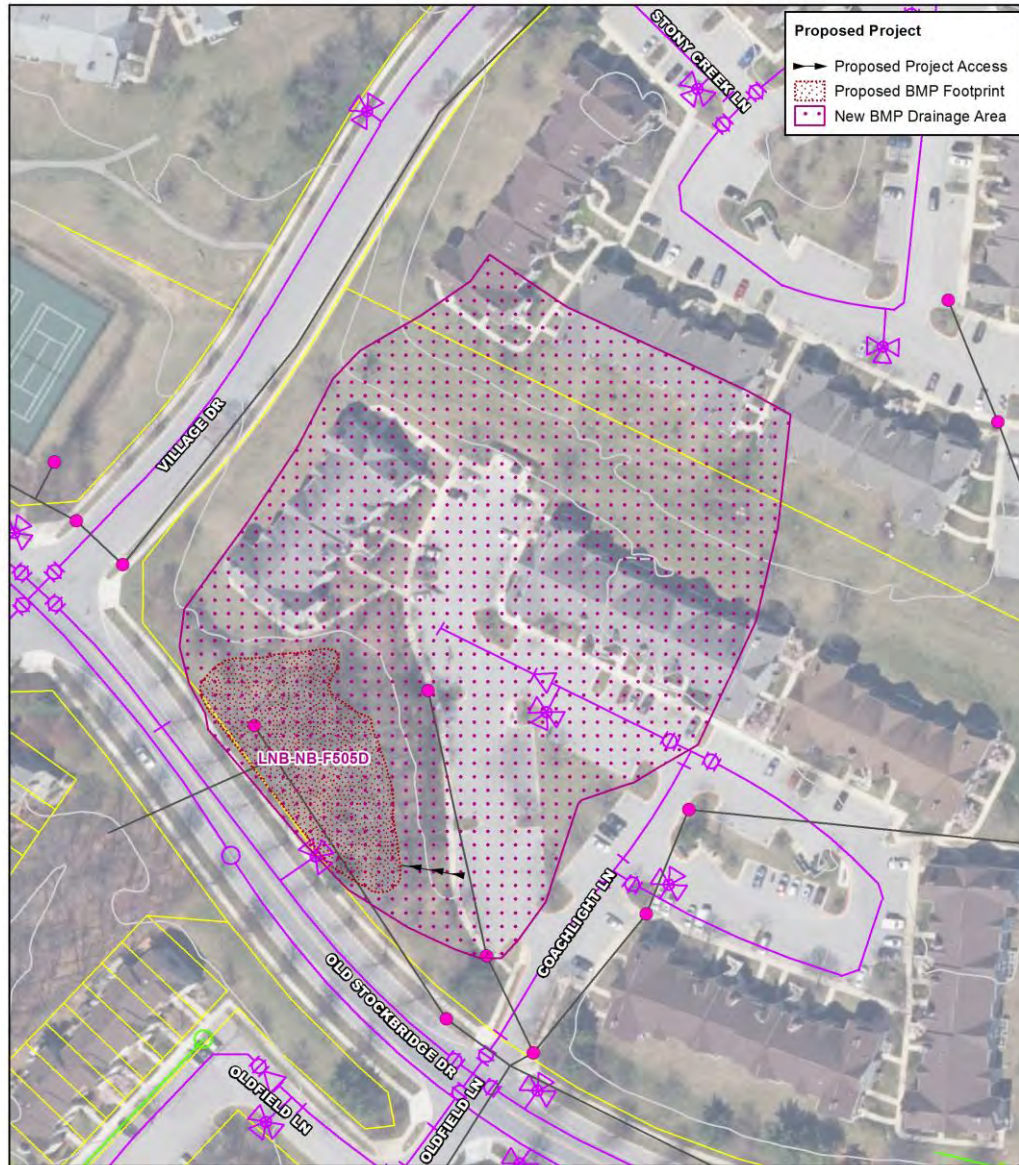 Proposed Project
Proposed Project Access
Proposed BMP Footprint
New BMP Drainage Area
STONY CREEK LN
VILLAGE DR
LNB-NB-F505D
COACHLIGHT LN
OLD STOCKBRIDGE DR
OLDFIELD LN
OLDFIELD LN